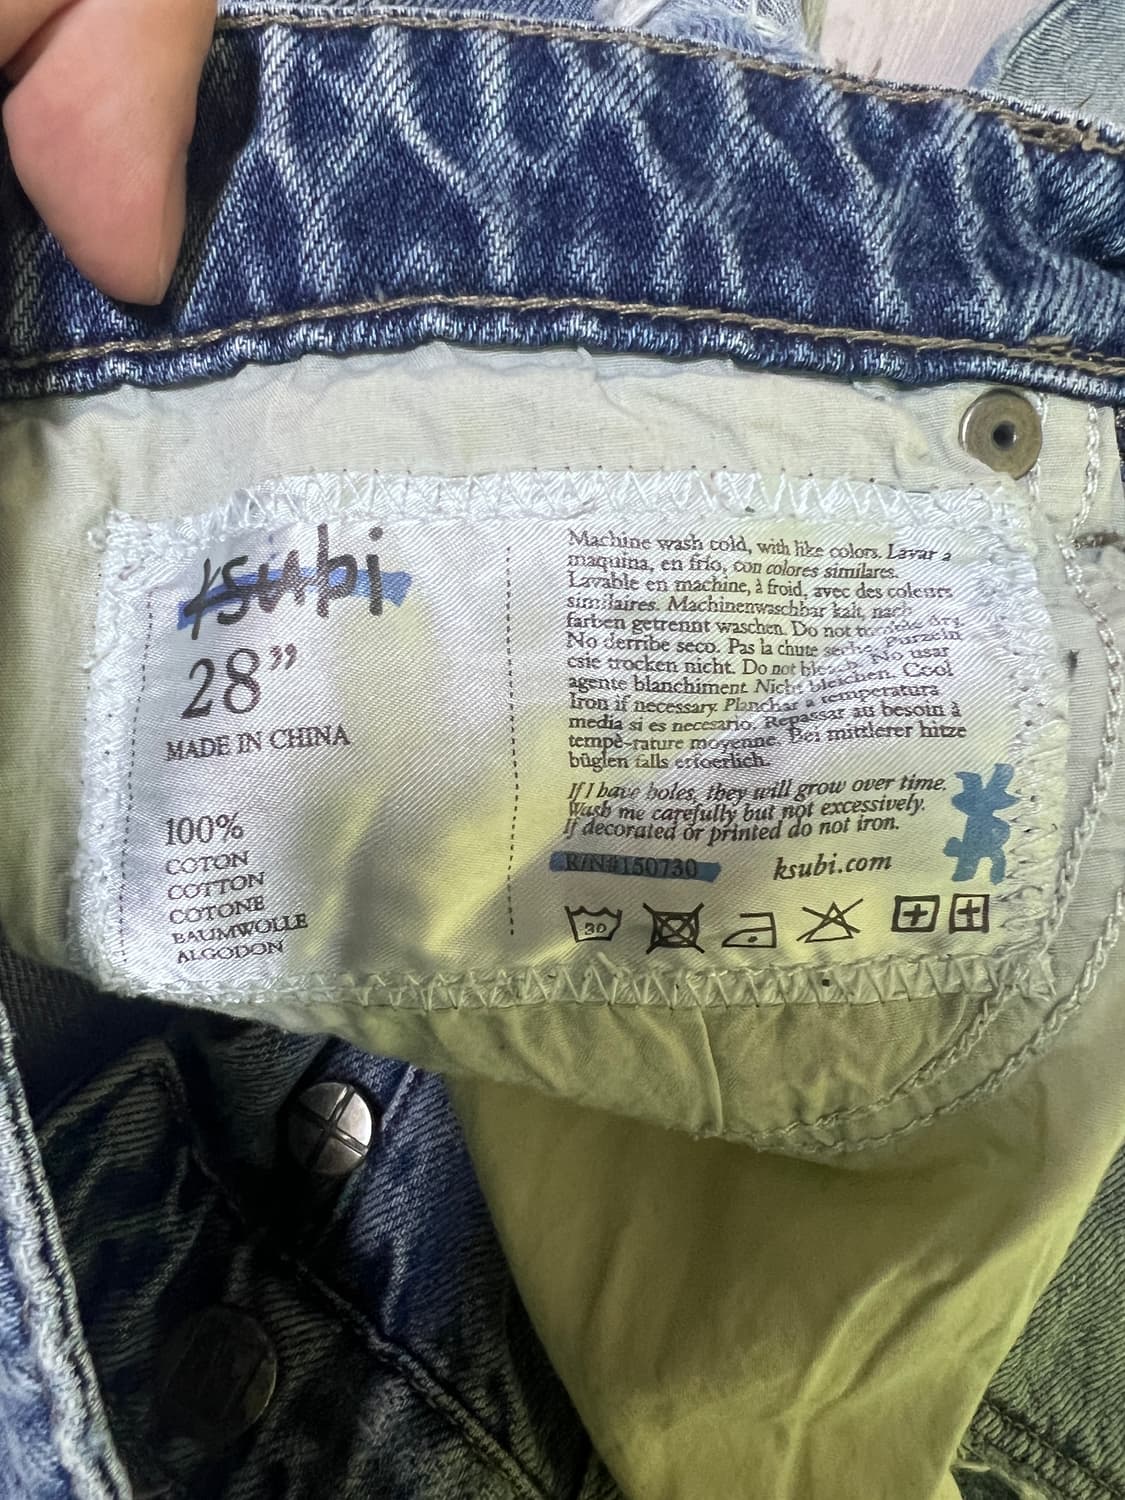 ksubi
28”
MADE IN CHINA
100%
COTON
COTTON
COTONE
BAUMWOLLE
ALGODON
Machine wash cold, with like colors. Lavar a
maquina, en frio, con colores similares.
Lavable en machine, à froid, avec des coleurs
similaires. Machinenwaschbar kalt, nach
farben getrennt waschen. Do not tumble dry.
No derribe seco. Pas la chute seche. Purzeln
csie trocken nicht. Do not bleach. No usar
agente blanchiment. Nicht bleichen. Cool
Iron if necessary. Planchar a temperatura
media si es necesario. Repassar au besoin à
tempè-rature moyenne. Bei mittlerer hitze
büglen falls erfoerlich.
If I have holes, they will grow over time.
Wash me carefully but not excessively.
If decorated or printed do not iron.
R/N#150730 ksubi.com
30